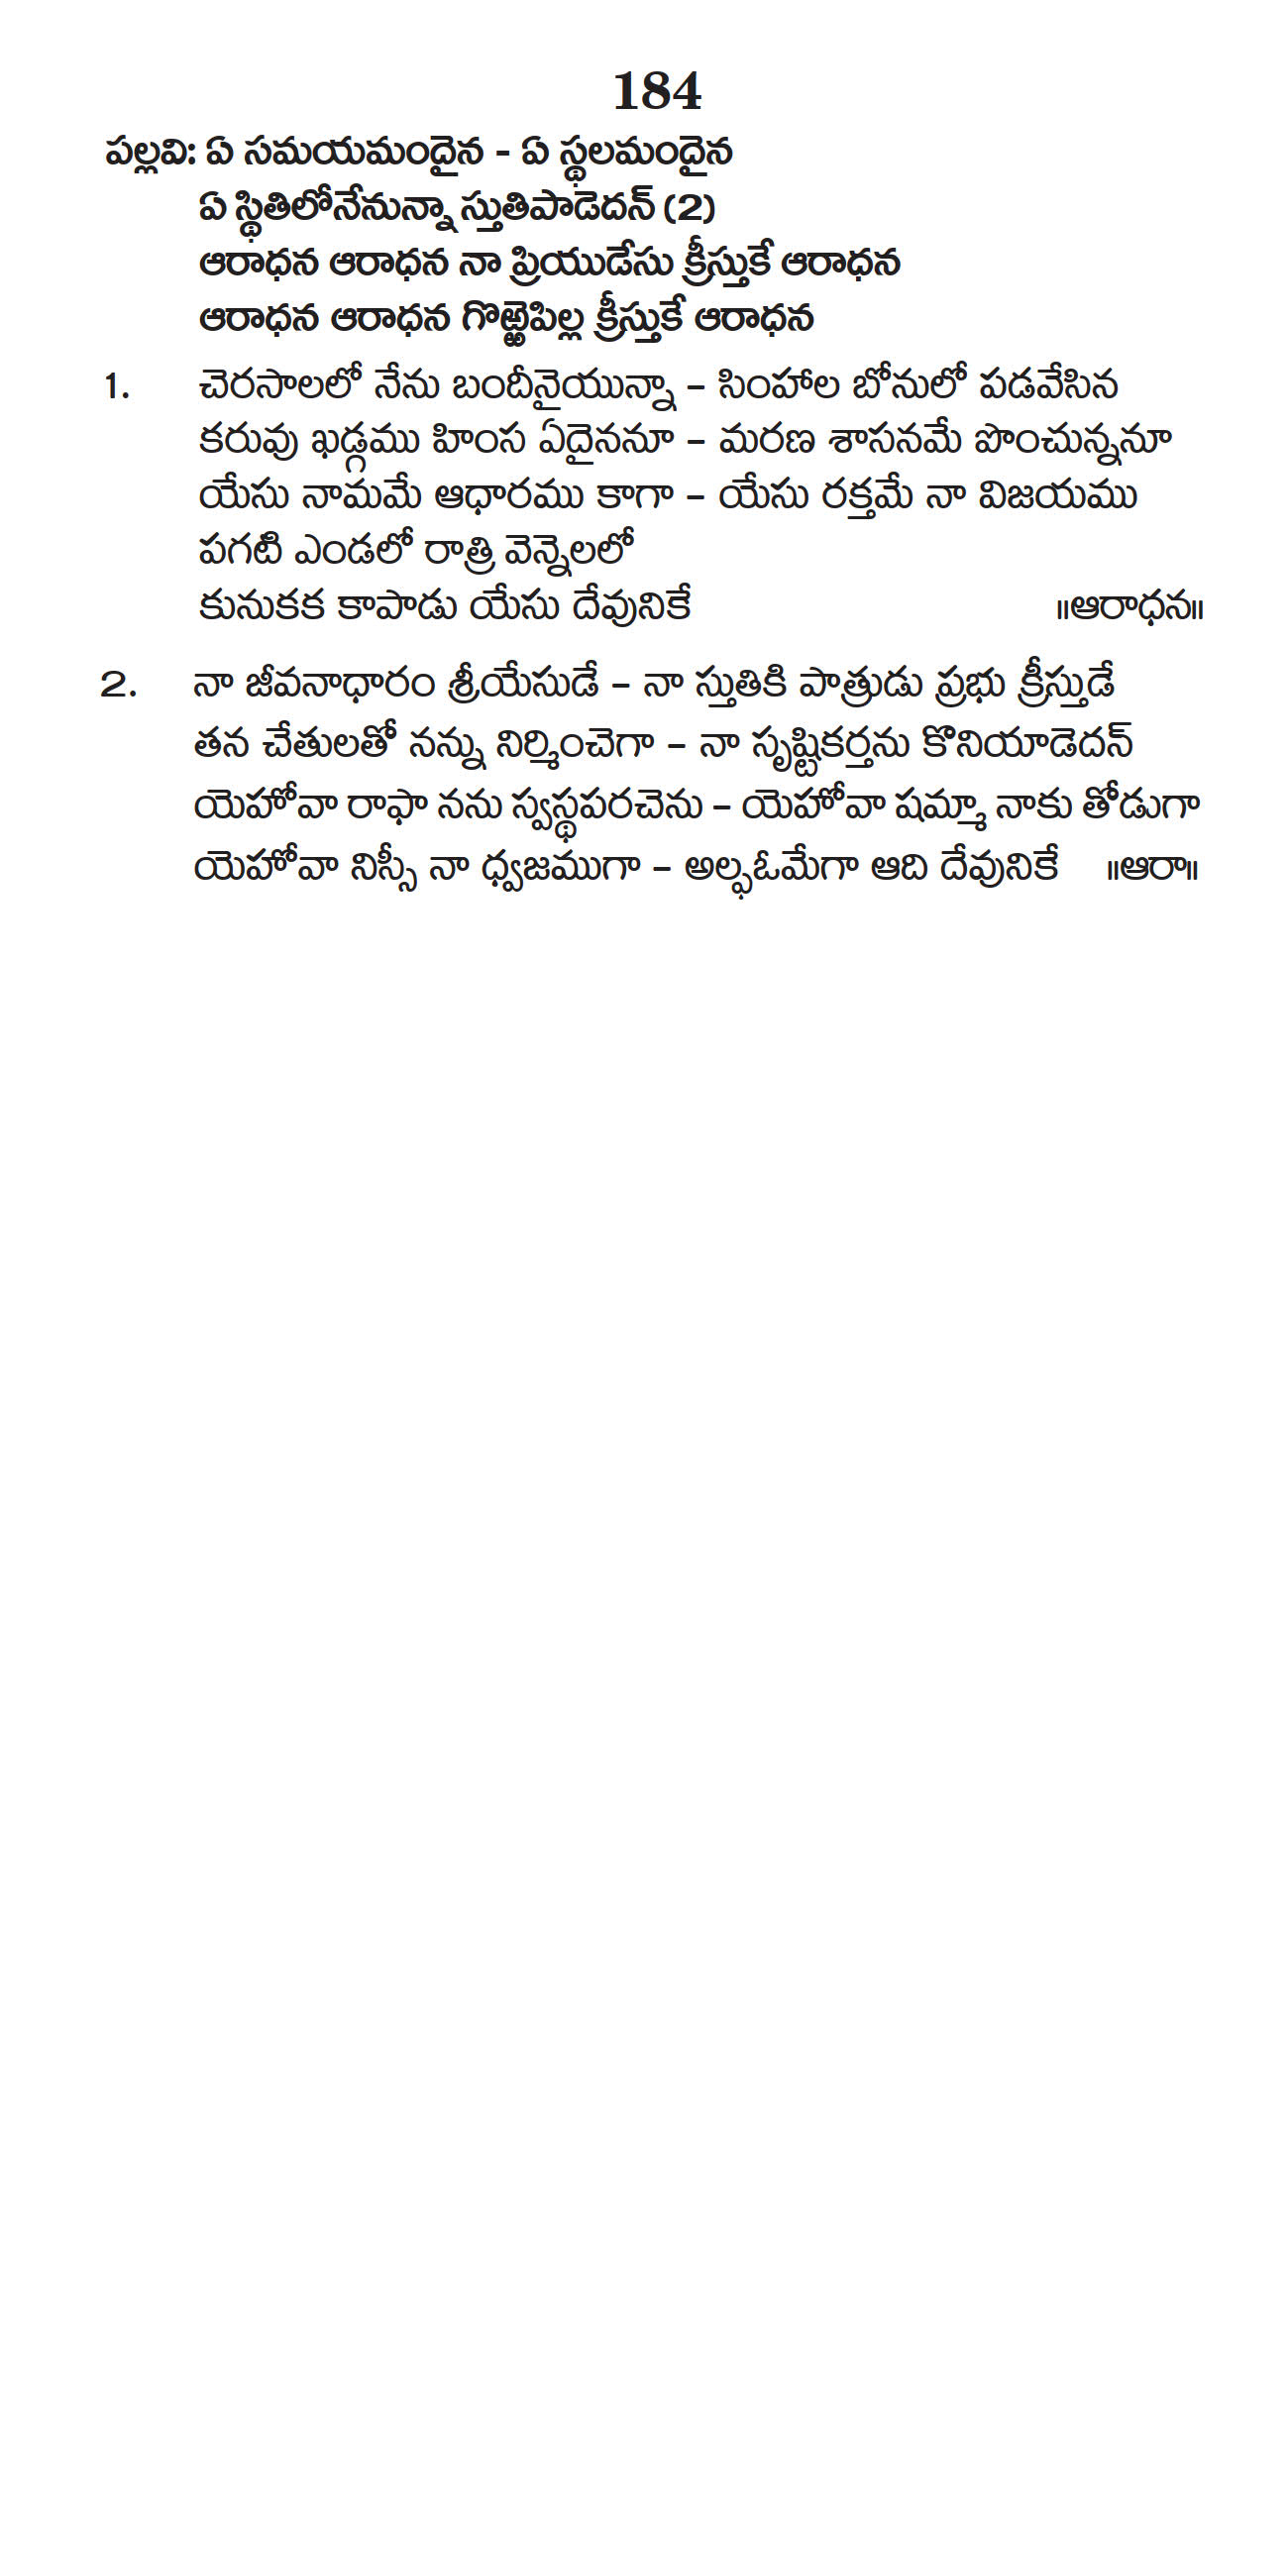 184
పల్లవి: ఏ సమయమందైన - ఏ స్థలమందైన
ఏ స్థితిలోనేనున్నా స్తుతిపాడెదన్ (2)
ఆరాధన ఆరాధన నా ప్రియుడేసు క్రీస్తుకే ఆరాధన
ఆరాధన ఆరాధన గొఱ్ఱెపిల్ల క్రీస్తుకే ఆరాధన
1. చెరసాలలో నేను బందీనైయున్నా – సింహాల బోనులో పడవేసిన
కరువు ఖడ్గము హింస ఏదైననూ – మరణ శాసనమే పొంచున్ననూ
యేసు నామమే ఆధారము కాగా – యేసు రక్తమే నా విజయము
పగటి ఎండలో రాత్రి వెన్నెలలో
కునుకక కాపాడు యేసు దేవునికే ॥ఆరాధన॥
2. నా జీవనాధారం శ్రీయేసుడే – నా స్తుతికి పాత్రుడు ప్రభు క్రీస్తుడే
తన చేతులతో నన్ను నిర్మించెగా – నా సృష్టికర్తను కొనియాడెదన్
యెహోవా రాఫా నను స్వస్థపరచెను – యెహోవా షమ్మా నాకు తోడుగా
యెహోవా నిస్సీ నా ధ్వజముగా – అల్ఫఓమేగా ఆది దేవునికే ॥ఆరా॥